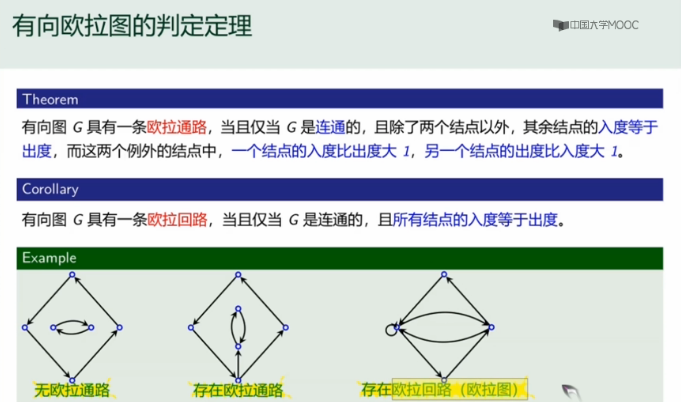 有向欧拉图的判定定理
中国大学MOOC
Theorem
有向图 G 具有一条欧拉通路，当且仅当 G 是连通的，且除了两个结点以外，其余结点的入度等于
出度，而这两个例外的结点中，一个结点的入度比出度大 1，另一个结点的出度比入度大 1。
Corollary
有向图 G 具有一条欧拉回路，当且仅当 G 是连通的，且所有结点的入度等于出度。
Example
无欧拉通路
存在欧拉通路
存在欧拉回路（欧拉图）